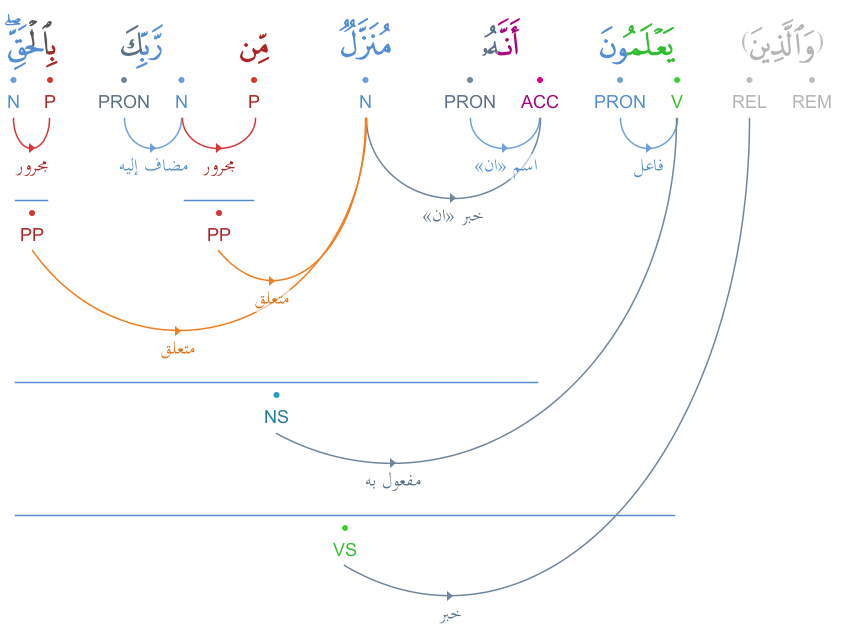 (وَٱلَّذِينَ) يَعْلَمُونَ أَنَّهُۥ مُنَزَّلٌ مِّن رَّبِّكَ بِٱلْحَقِّ ۖ
REM REL V PRON ACC PRON N P N PRON P N
فاعل اسم «ان» مجرور مضاف إليه مجرور
خبر «ان»
PP PP
متعلق
متعلق
NS
مفعول به
VS
خبر